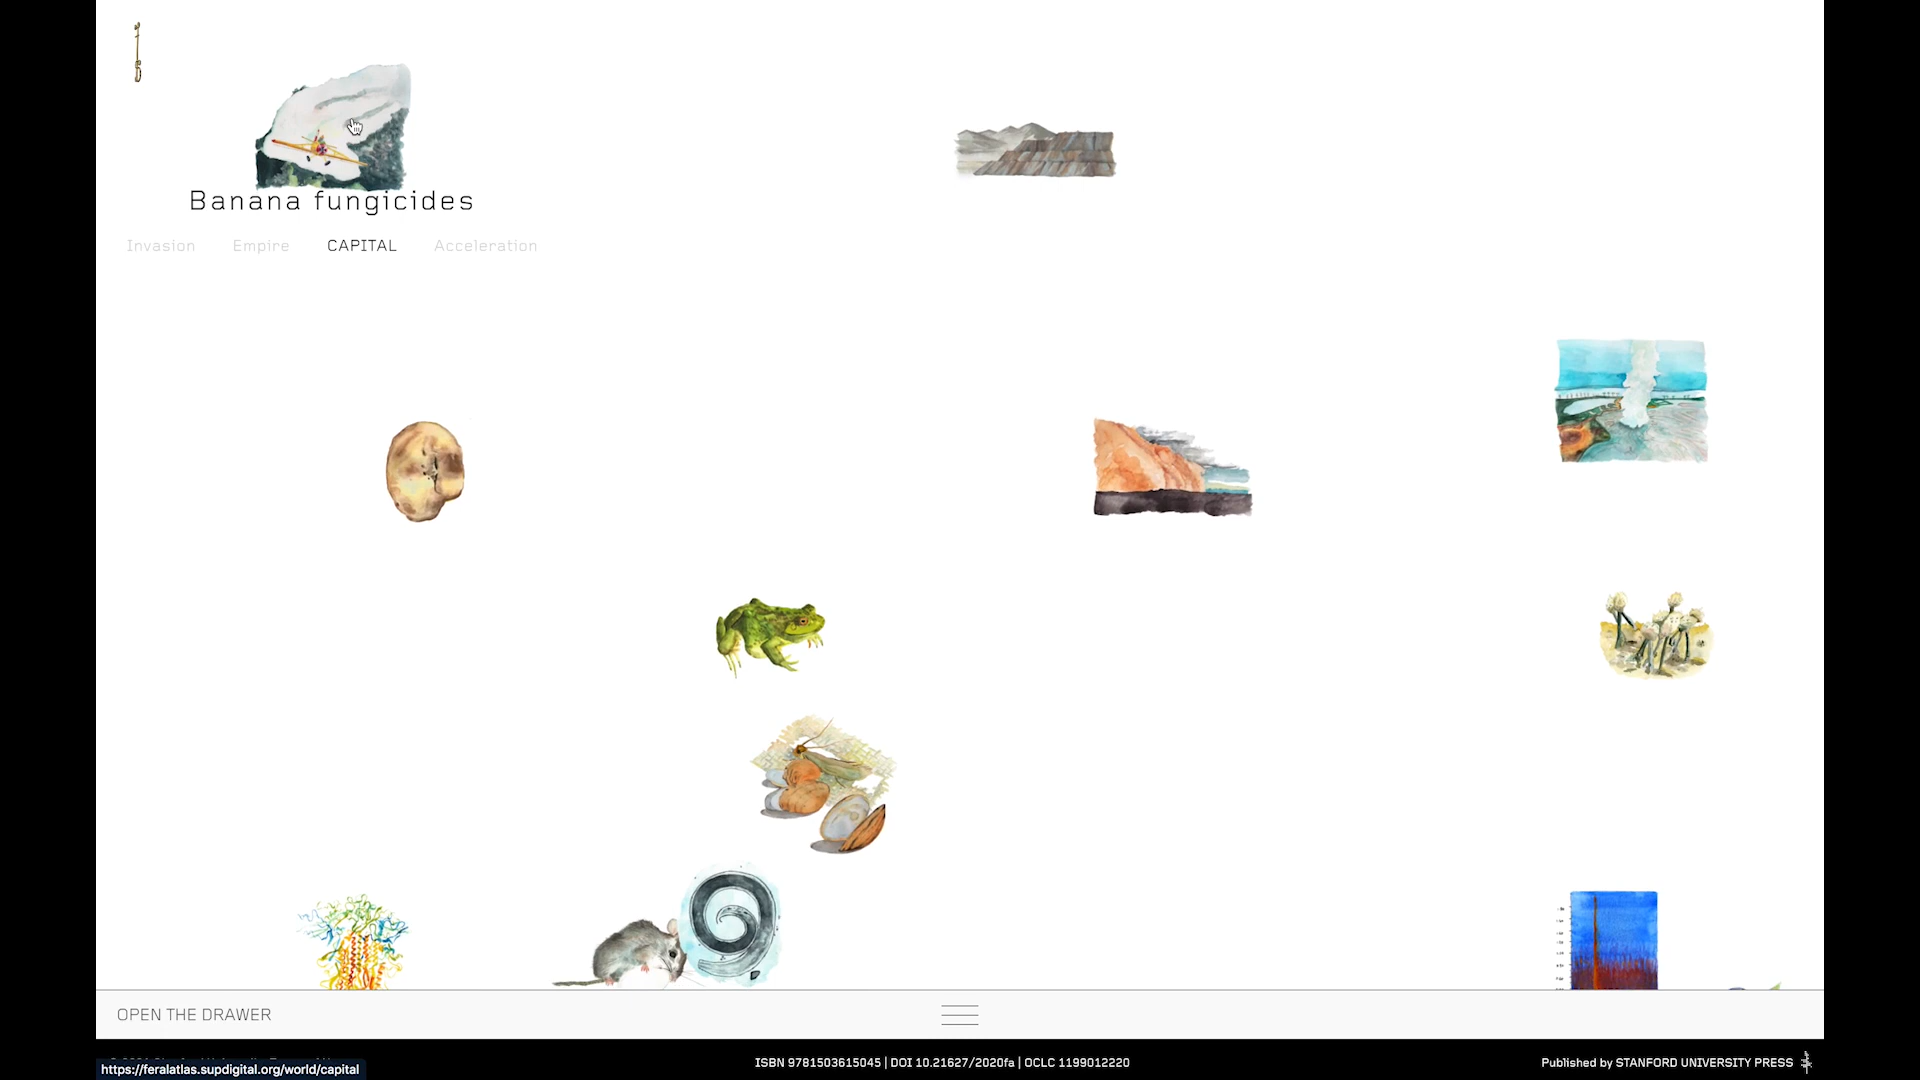 Banana fungicides
Invasion Empire CAPITAL Acceleration
OPEN THE DRAWER
https://feralatlas.supdigital.org/world/capital
ISBN 9781503615045 | DOI 10.21627/2020fa | OCLC 1199012220
Published by STANFORD UNIVERSITY PRESS